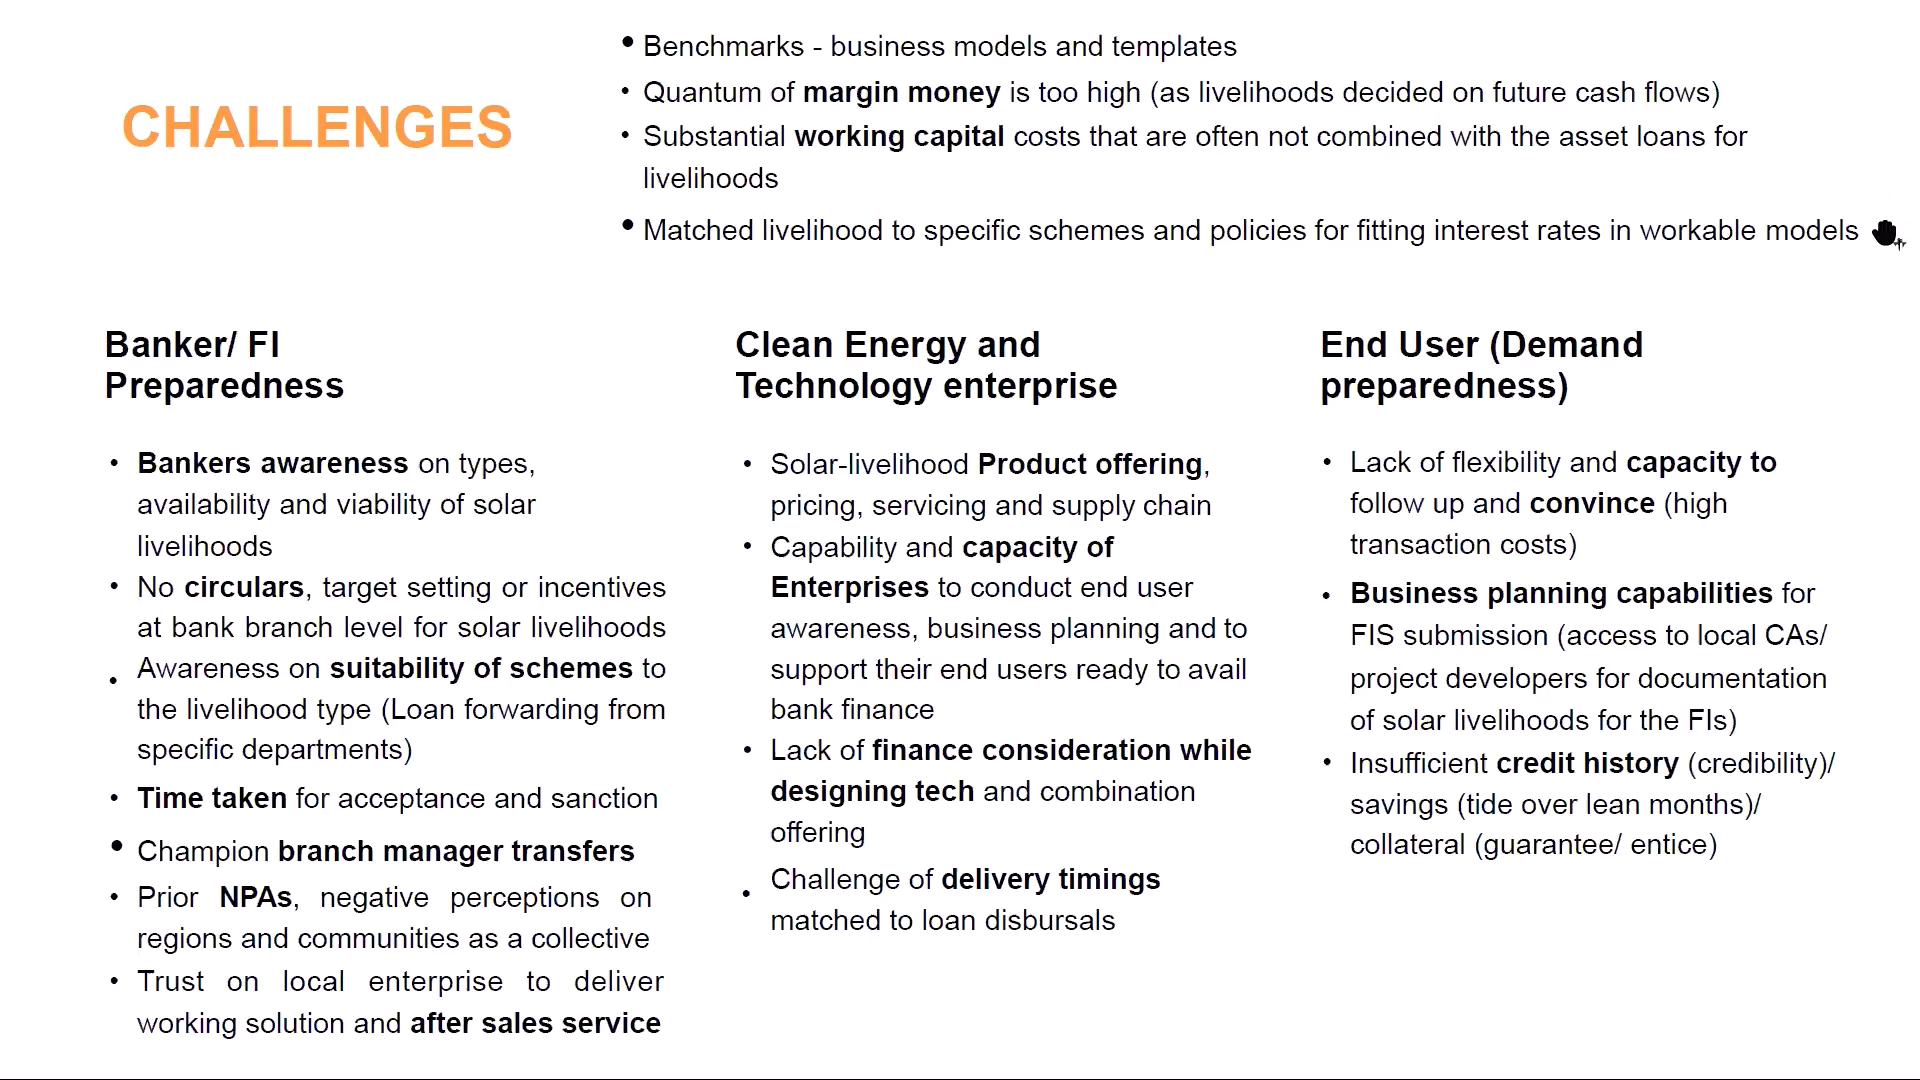 CHALLENGES
• Benchmarks - business models and templates
• Quantum of margin money is too high (as livelihoods decided on future cash flows)
• Substantial working capital costs that are often not combined with the asset loans for
livelihoods
• Matched livelihood to specific schemes and policies for fitting interest rates in workable models
Banker/ FI
Preparedness
• Bankers awareness on types,
availability and viability of solar
livelihoods
• No circulars, target setting or incentives
at bank branch level for solar livelihoods
• Awareness on suitability of schemes to
the livelihood type (Loan forwarding from
specific departments)
• Time taken for acceptance and sanction
• Champion branch manager transfers
• Prior NPAs, negative perceptions on
regions and communities as a collective
• Trust on local enterprise to deliver
working solution and after sales service
Clean Energy and
Technology enterprise
• Solar-livelihood Product offering,
pricing, servicing and supply chain
• Capability and capacity of
Enterprises to conduct end user
awareness, business planning and to
support their end users ready to avail
bank finance
• Lack of finance consideration while
designing tech and combination
offering
• Challenge of delivery timings
matched to loan disbursals
End User (Demand
preparedness)
• Lack of flexibility and capacity to
follow up and convince (high
transaction costs)
• Business planning capabilities for
FIS submission (access to local CAs/
project developers for documentation
of solar livelihoods for the FIs)
• Insufficient credit history (credibility)/
savings (tide over lean months)/
collateral (guarantee/ entice)